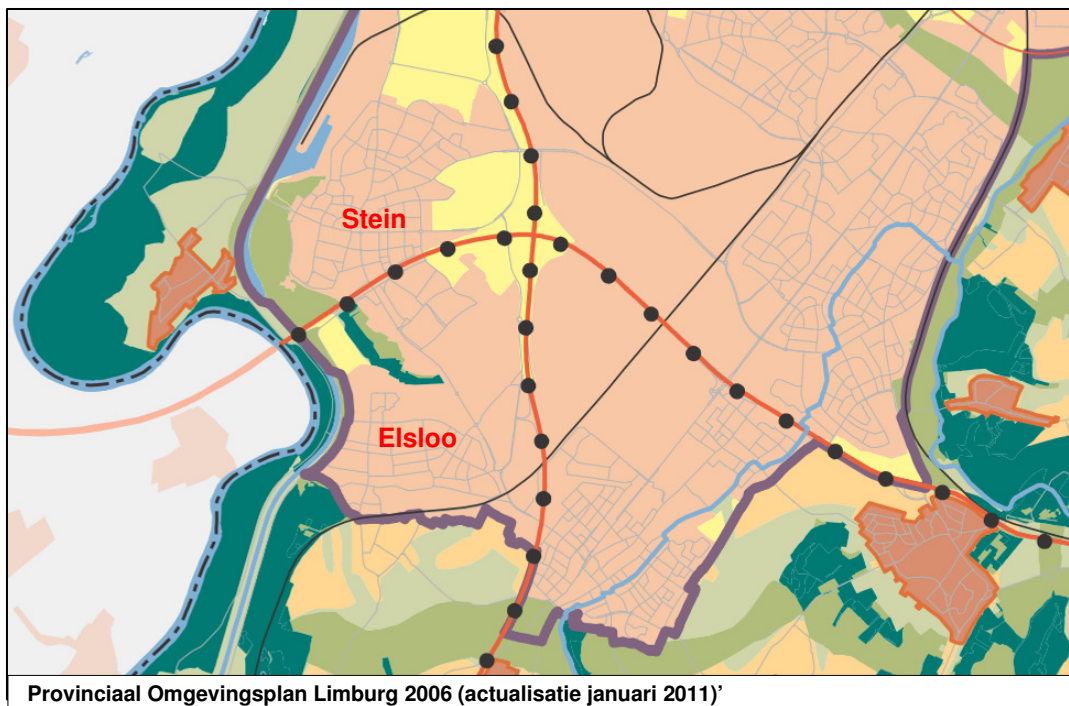 Stein
Elsloo
Provinciaal Omgevingsplan Limburg 2006 (actualisatie januari 2011)’